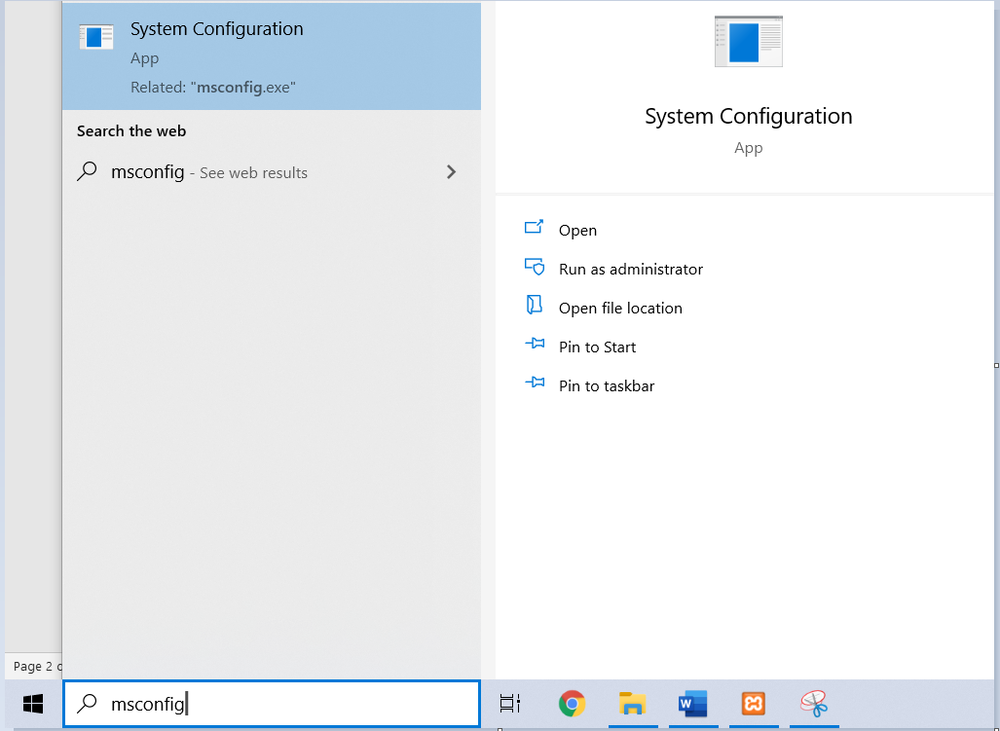 System Configuration
App
Related: "msconfig.exe"
Search the web
msconfig - See web results
System Configuration
App
Open
Run as administrator
Open file location
Pin to Start
Pin to taskbar
Page 2
msconfig
W